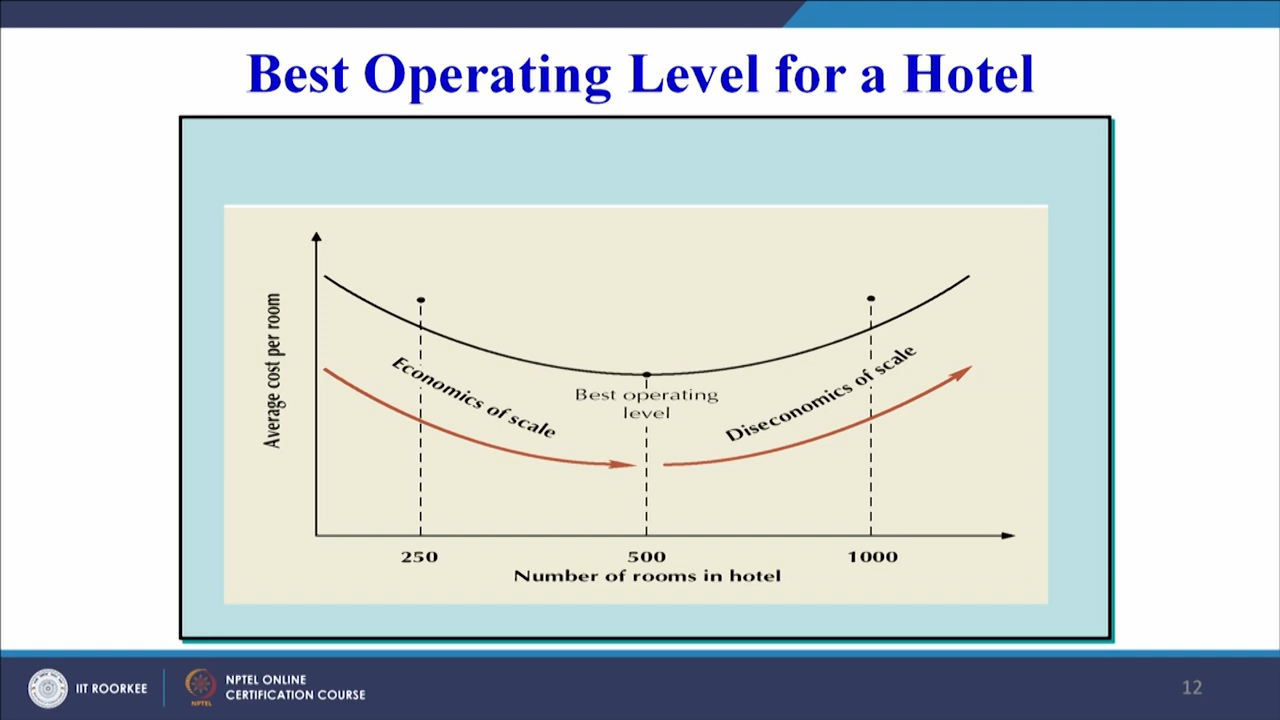 Best Operating Level for a Hotel
Average cost per room
Economics of scale
Best operating
level
Diseconomics of scale
250 500 1000
Number of rooms in hotel
IIT ROORKEE
NPTEL
NPTEL ONLINE
CERTIFICATION COURSE
12